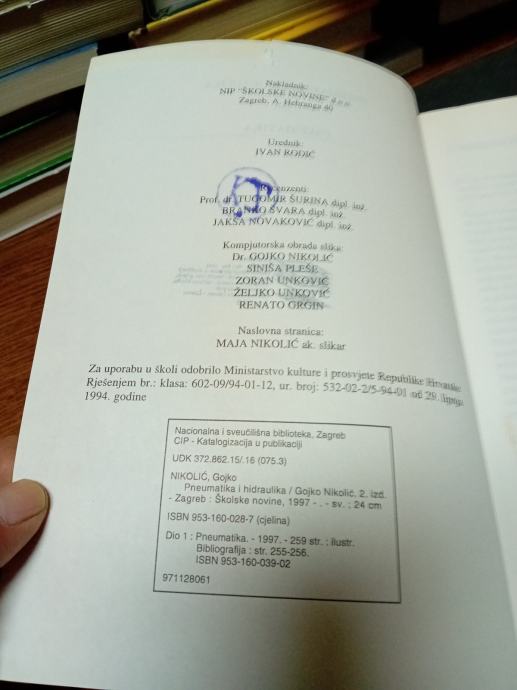 Nakladnik:
NIP "ŠKOLSKE NOVINE" d.o.o.
Zagreb, A. Hebranga 40
Urednik:
IVAN RODIĆ
Recenzenti:
Prof. dr. TUGOMIR ŠURINA dipl. inž.
BRANKO ŠVARA dipl. inž.
JAKŠA NOVAKOVIĆ dipl. inž.
Kompjutorska obrada slika:
Dr. GOJKO NIKOLIĆ
SINIŠA PLEŠE
ZORAN UNKOVIĆ
ŽELJKO UNKOVIĆ
RENATO GRGIN
Naslovna stranica:
MAJA NIKOLIĆ ak. slikar
Za uporabu u školi odobrilo Ministarstvo kulture i prosvjete Republike Hrvatske
Rješenjem br.: klasa: 602-09/94-01-12, ur. broj: 532-02-2/5-94-01 od 29. lipnja
1994. godine
Nacionalna i sveučilišna biblioteka, Zagreb
CIP - Katalogizacija u publikaciji
UDK 372.862.15/.16 (075.3)
NIKOLIĆ, Gojko
Pneumatika i hidraulika / Gojko Nikolić. 2. izd.
- Zagreb : Školske novine, 1997 - . - sv. ; 24 cm
ISBN 953-160-028-7 (cjelina)
Dio 1 : Pneumatika. - 1997. - 259 str. : ilustr.
Bibliografija : str. 255-256.
ISBN 953-160-039-02
971128061